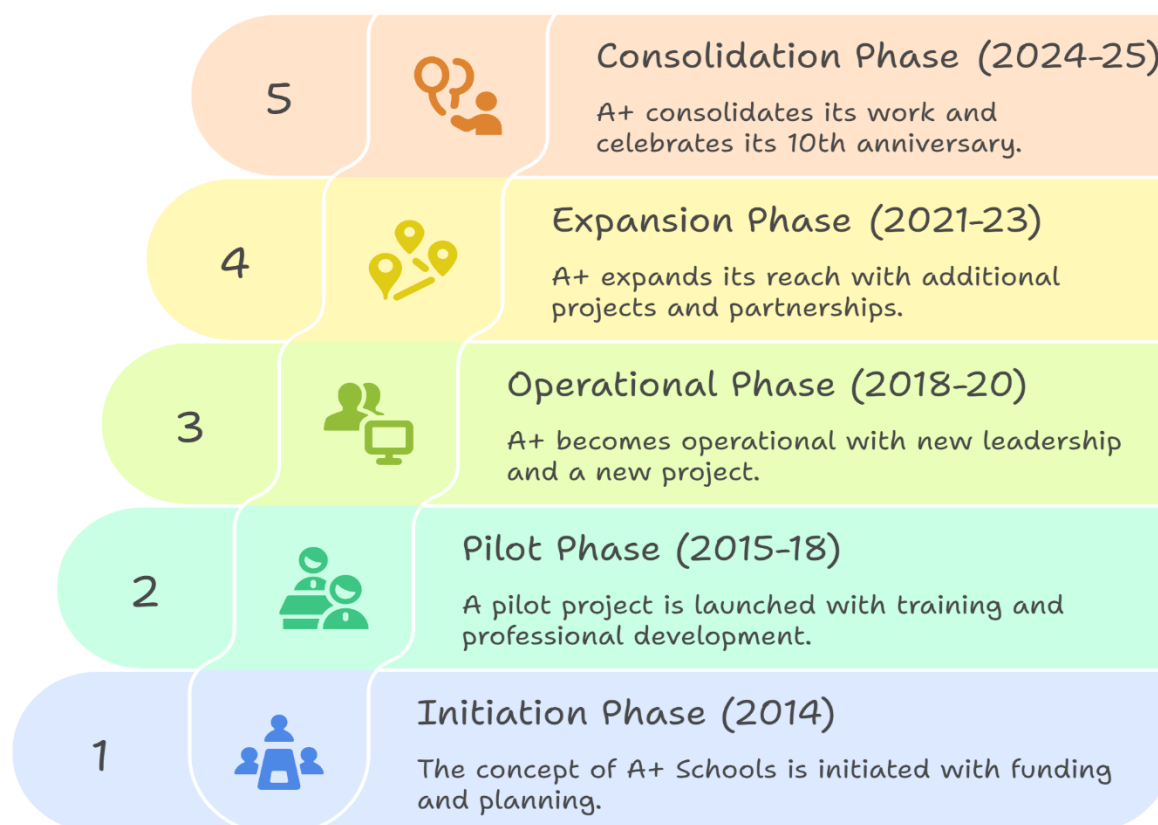 5
Consolidation Phase (2024-25)
A+ consolidates its work and
celebrates its 10th anniversary.
4
Expansion Phase (2021-23)
A+ expands its reach with additional
projects and partnerships.
3
Operational Phase (2018-20)
A+ becomes operational with new leadership
and a new project.
2
Pilot Phase (2015-18)
A pilot project is launched with training and
professional development.
1
Initiation Phase (2014)
The concept of A+ Schools is initiated with funding
and planning.